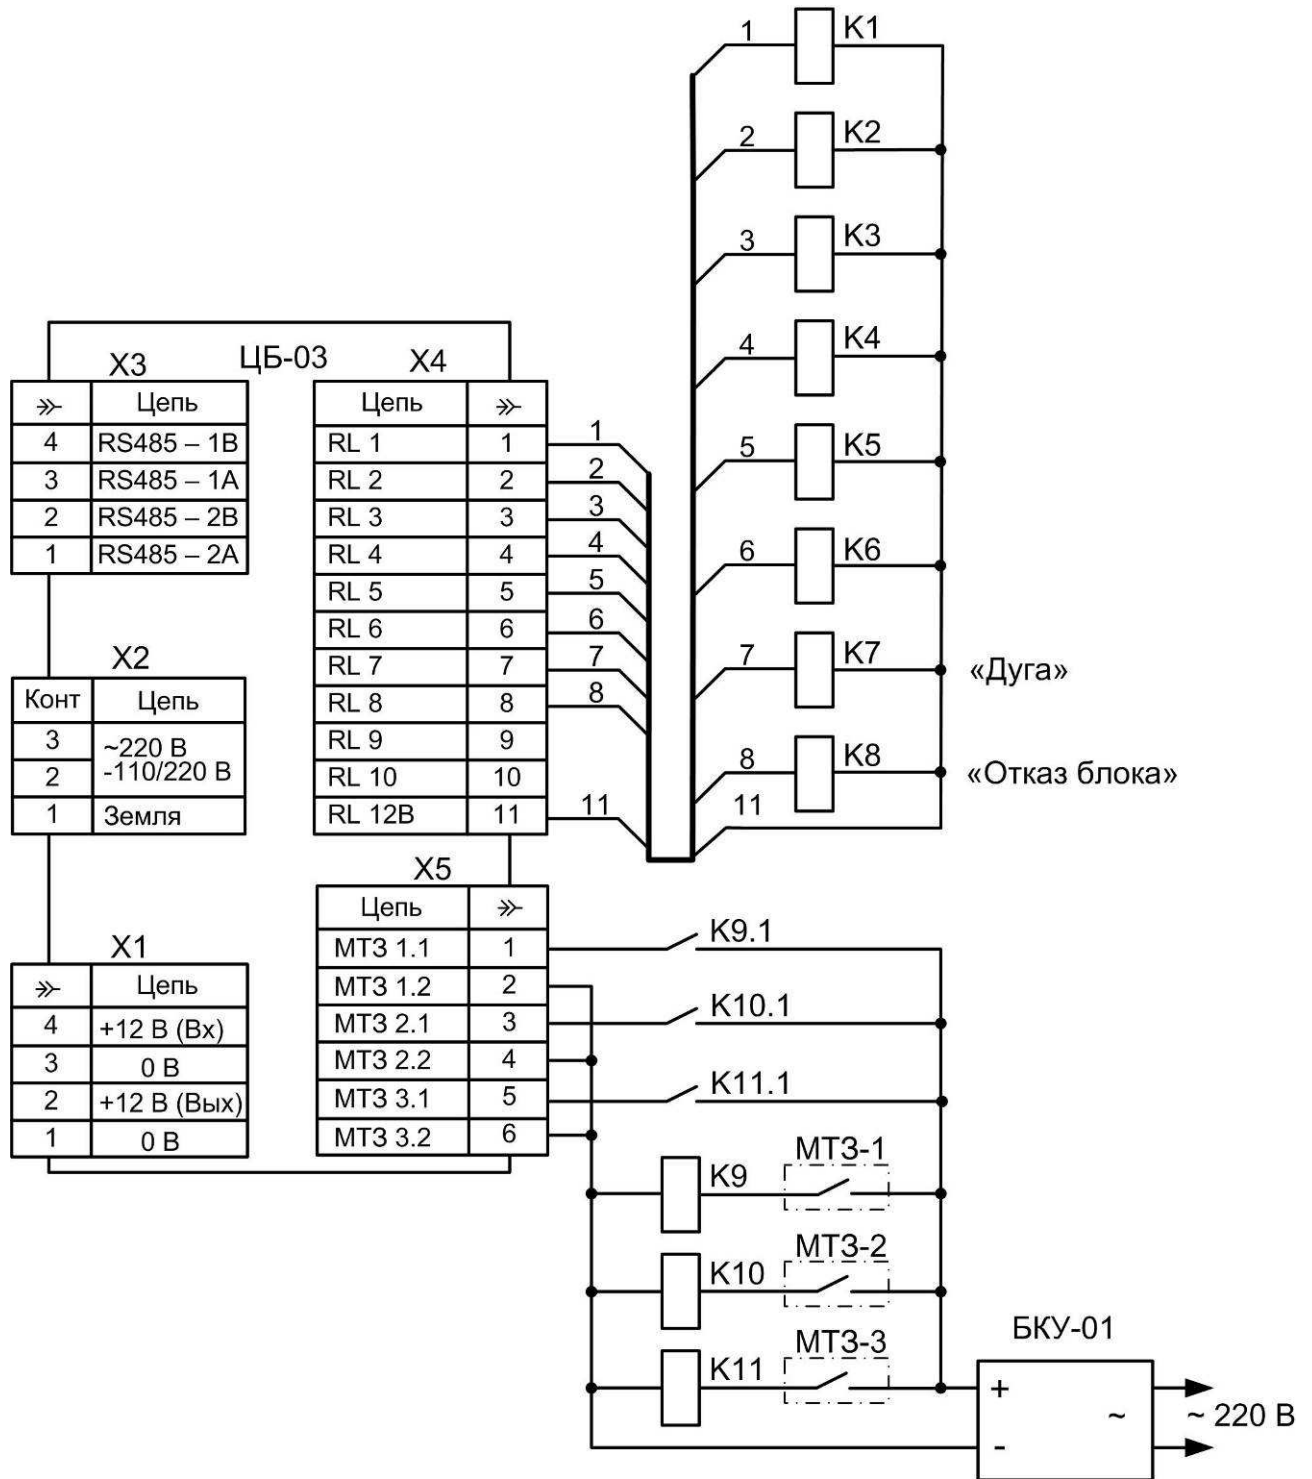 1 K1
2 K2
3 K3
4 K4
5 K5
6 K6
7 K7 «Дуга»
8 K8 «Отказ блока»
11
ЦБ-03
X3
Цепь
4 RS485 – 1B
3 RS485 – 1A
2 RS485 – 2B
1 RS485 – 2A
X2
Конт Цепь
3 ~220 В
2 -110/220 В
1 Земля
X1
Цепь
4 +12 В (Вх)
3 0 В
2 +12 В (Вых)
1 0 В
X4
Цепь
RL 1 1 1
RL 2 2 2
RL 3 3 3
RL 4 4 4
RL 5 5 5
RL 6 6 6
RL 7 7 7
RL 8 8 8
RL 9 9
RL 10 10
RL 12В 11 11
X5
Цепь
МТЗ 1.1 1 K9.1
МТЗ 1.2 2
МТЗ 2.1 3 K10.1
МТЗ 2.2 4
МТЗ 3.1 5 K11.1
МТЗ 3.2 6
K9 МТЗ-1
K10 МТЗ-2
K11 МТЗ-3
БКУ-01
+
~ ~ 220 В
-